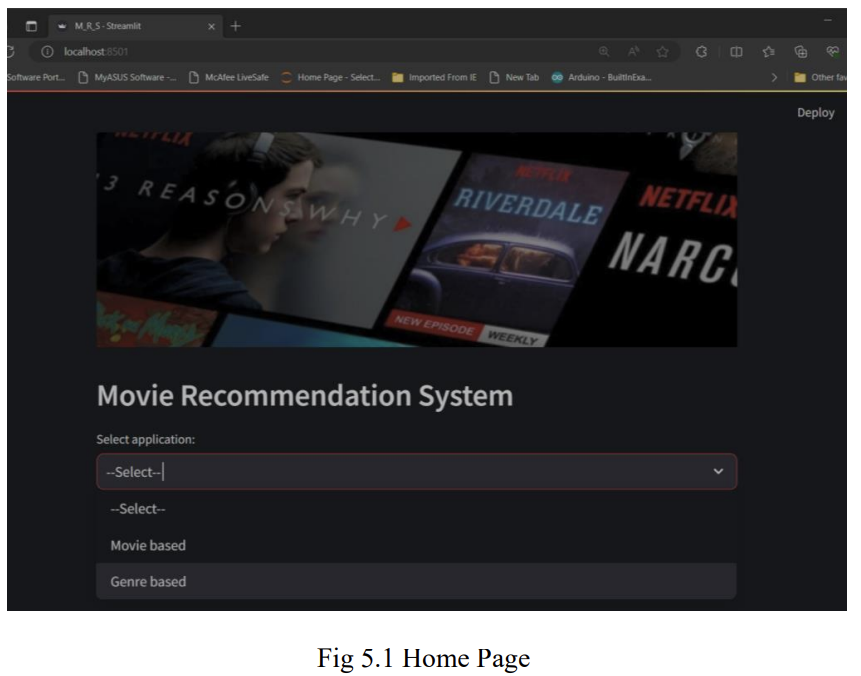 M_R_S - Streamlit
localhost:8501
Software Port...
MyASUS Software -...
McAfee LiveSafe
Home Page - Select...
Imported From IE
New Tab
Arduino - BuiltInExa...
Other fav
Deploy
NETFLIX
13 REASONS WHY
NETFLIX
RIVERDALE
NEW EPISODE WEEKLY
NETFLIX
NARC
Movie Recommendation System
Select application:
--Select--
--Select--
Movie based
Genre based
Fig 5.1 Home Page